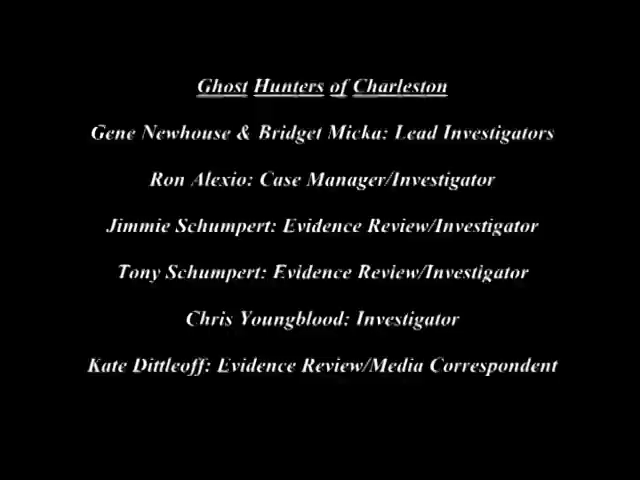 Ghost Hunters of Charleston
Gene Newhouse & Bridget Micka: Lead Investigators
Ron Alexio: Case Manager/Investigator
Jimmie Schumpert: Evidence Review/Investigator
Tony Schumpert: Evidence Review/Investigator
Chris Youngblood: Investigator
Kate Dittleoff: Evidence Review/Media Correspondent